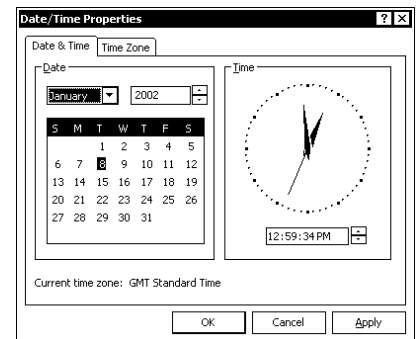 Date/Time Properties ? X
Date & Time Time Zone
Date
January 2002
S M T W T F S
1 2 3 4 5
6 7 8 9 10 11 12
13 14 15 16 17 18 19
20 21 22 23 24 25 26
27 28 29 30 31
Time
12:59:34 PM
Current time zone: GMT Standard Time
OK Cancel Apply